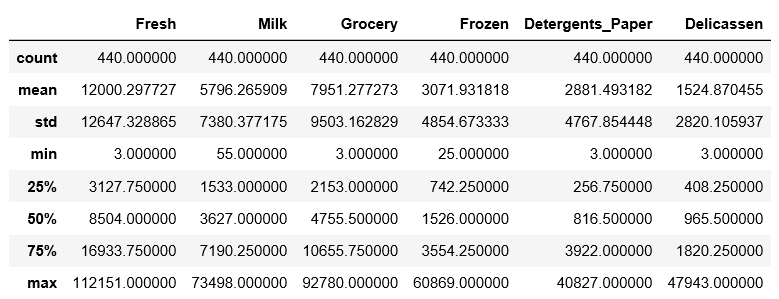 Fresh Milk Grocery Frozen Detergents_Paper Delicassen
count 440.000000 440.000000 440.000000 440.000000 440.000000 440.000000
mean 12000.297727 5796.265909 7951.277273 3071.931818 2881.493182 1524.870455
std 12647.328865 7380.377175 9503.162829 4854.673333 4767.854448 2820.105937
min 3.000000 55.000000 3.000000 25.000000 3.000000 3.000000
25% 3127.750000 1533.000000 2153.000000 742.250000 256.750000 408.250000
50% 8504.000000 3627.000000 4755.500000 1526.000000 816.500000 965.500000
75% 16933.750000 7190.250000 10655.750000 3554.250000 3922.000000 1820.250000
max 112151.000000 73498.000000 92780.000000 60869.000000 40827.000000 47943.000000